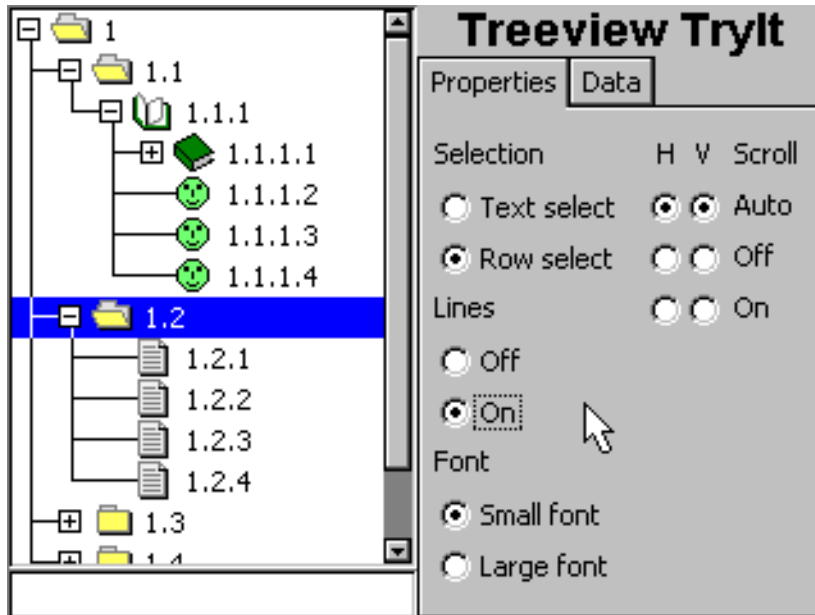 1
1.1
1.1.1
1.1.1.1
1.1.1.2
1.1.1.3
1.1.1.4
1.2
1.2.1
1.2.2
1.2.3
1.2.4
1.3
1.4
Treeview TryIt
Properties Data
Selection H V Scroll
Text select Auto
Row select Off
Lines On
Off
On
Font
Small font
Large font